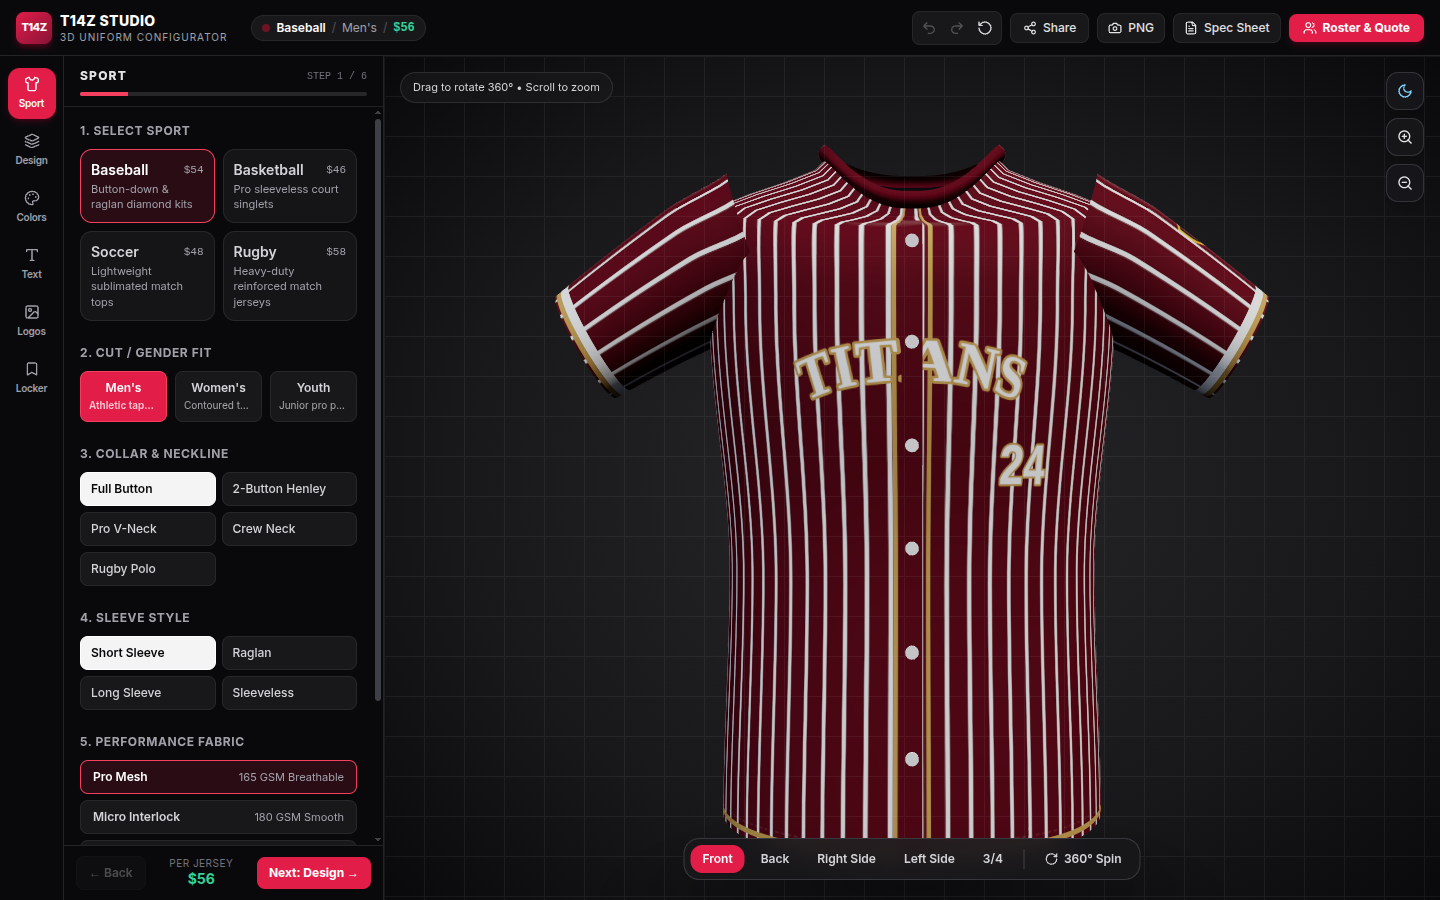 T14Z
T14Z STUDIO
3D UNIFORM CONFIGURATOR
Baseball / Men's / $56
Share
PNG
Spec Sheet
Roster & Quote
Sport
Design
Colors
Text
Logos
Locker
SPORT
STEP 1 / 6
1. SELECT SPORT
Baseball $54
Button-down &
raglan diamond kits
Basketball $46
Pro sleeveless court
singlets
Soccer $48
Lightweight
sublimated match
tops
Rugby $58
Heavy-duty
reinforced match
jerseys
2. CUT / GENDER FIT
Men's
Athletic tap...
Women's
Contoured t...
Youth
Junior pro p...
3. COLLAR & NECKLINE
Full Button
2-Button Henley
Pro V-Neck
Crew Neck
Rugby Polo
4. SLEEVE STYLE
Short Sleeve
Raglan
Long Sleeve
Sleeveless
5. PERFORMANCE FABRIC
Pro Mesh 165 GSM Breathable
Micro Interlock 180 GSM Smooth
← Back
PER JERSEY
$56
Next: Design →
Drag to rotate 360° • Scroll to zoom
TITANS
24
Front
Back
Right Side
Left Side
3/4
360° Spin